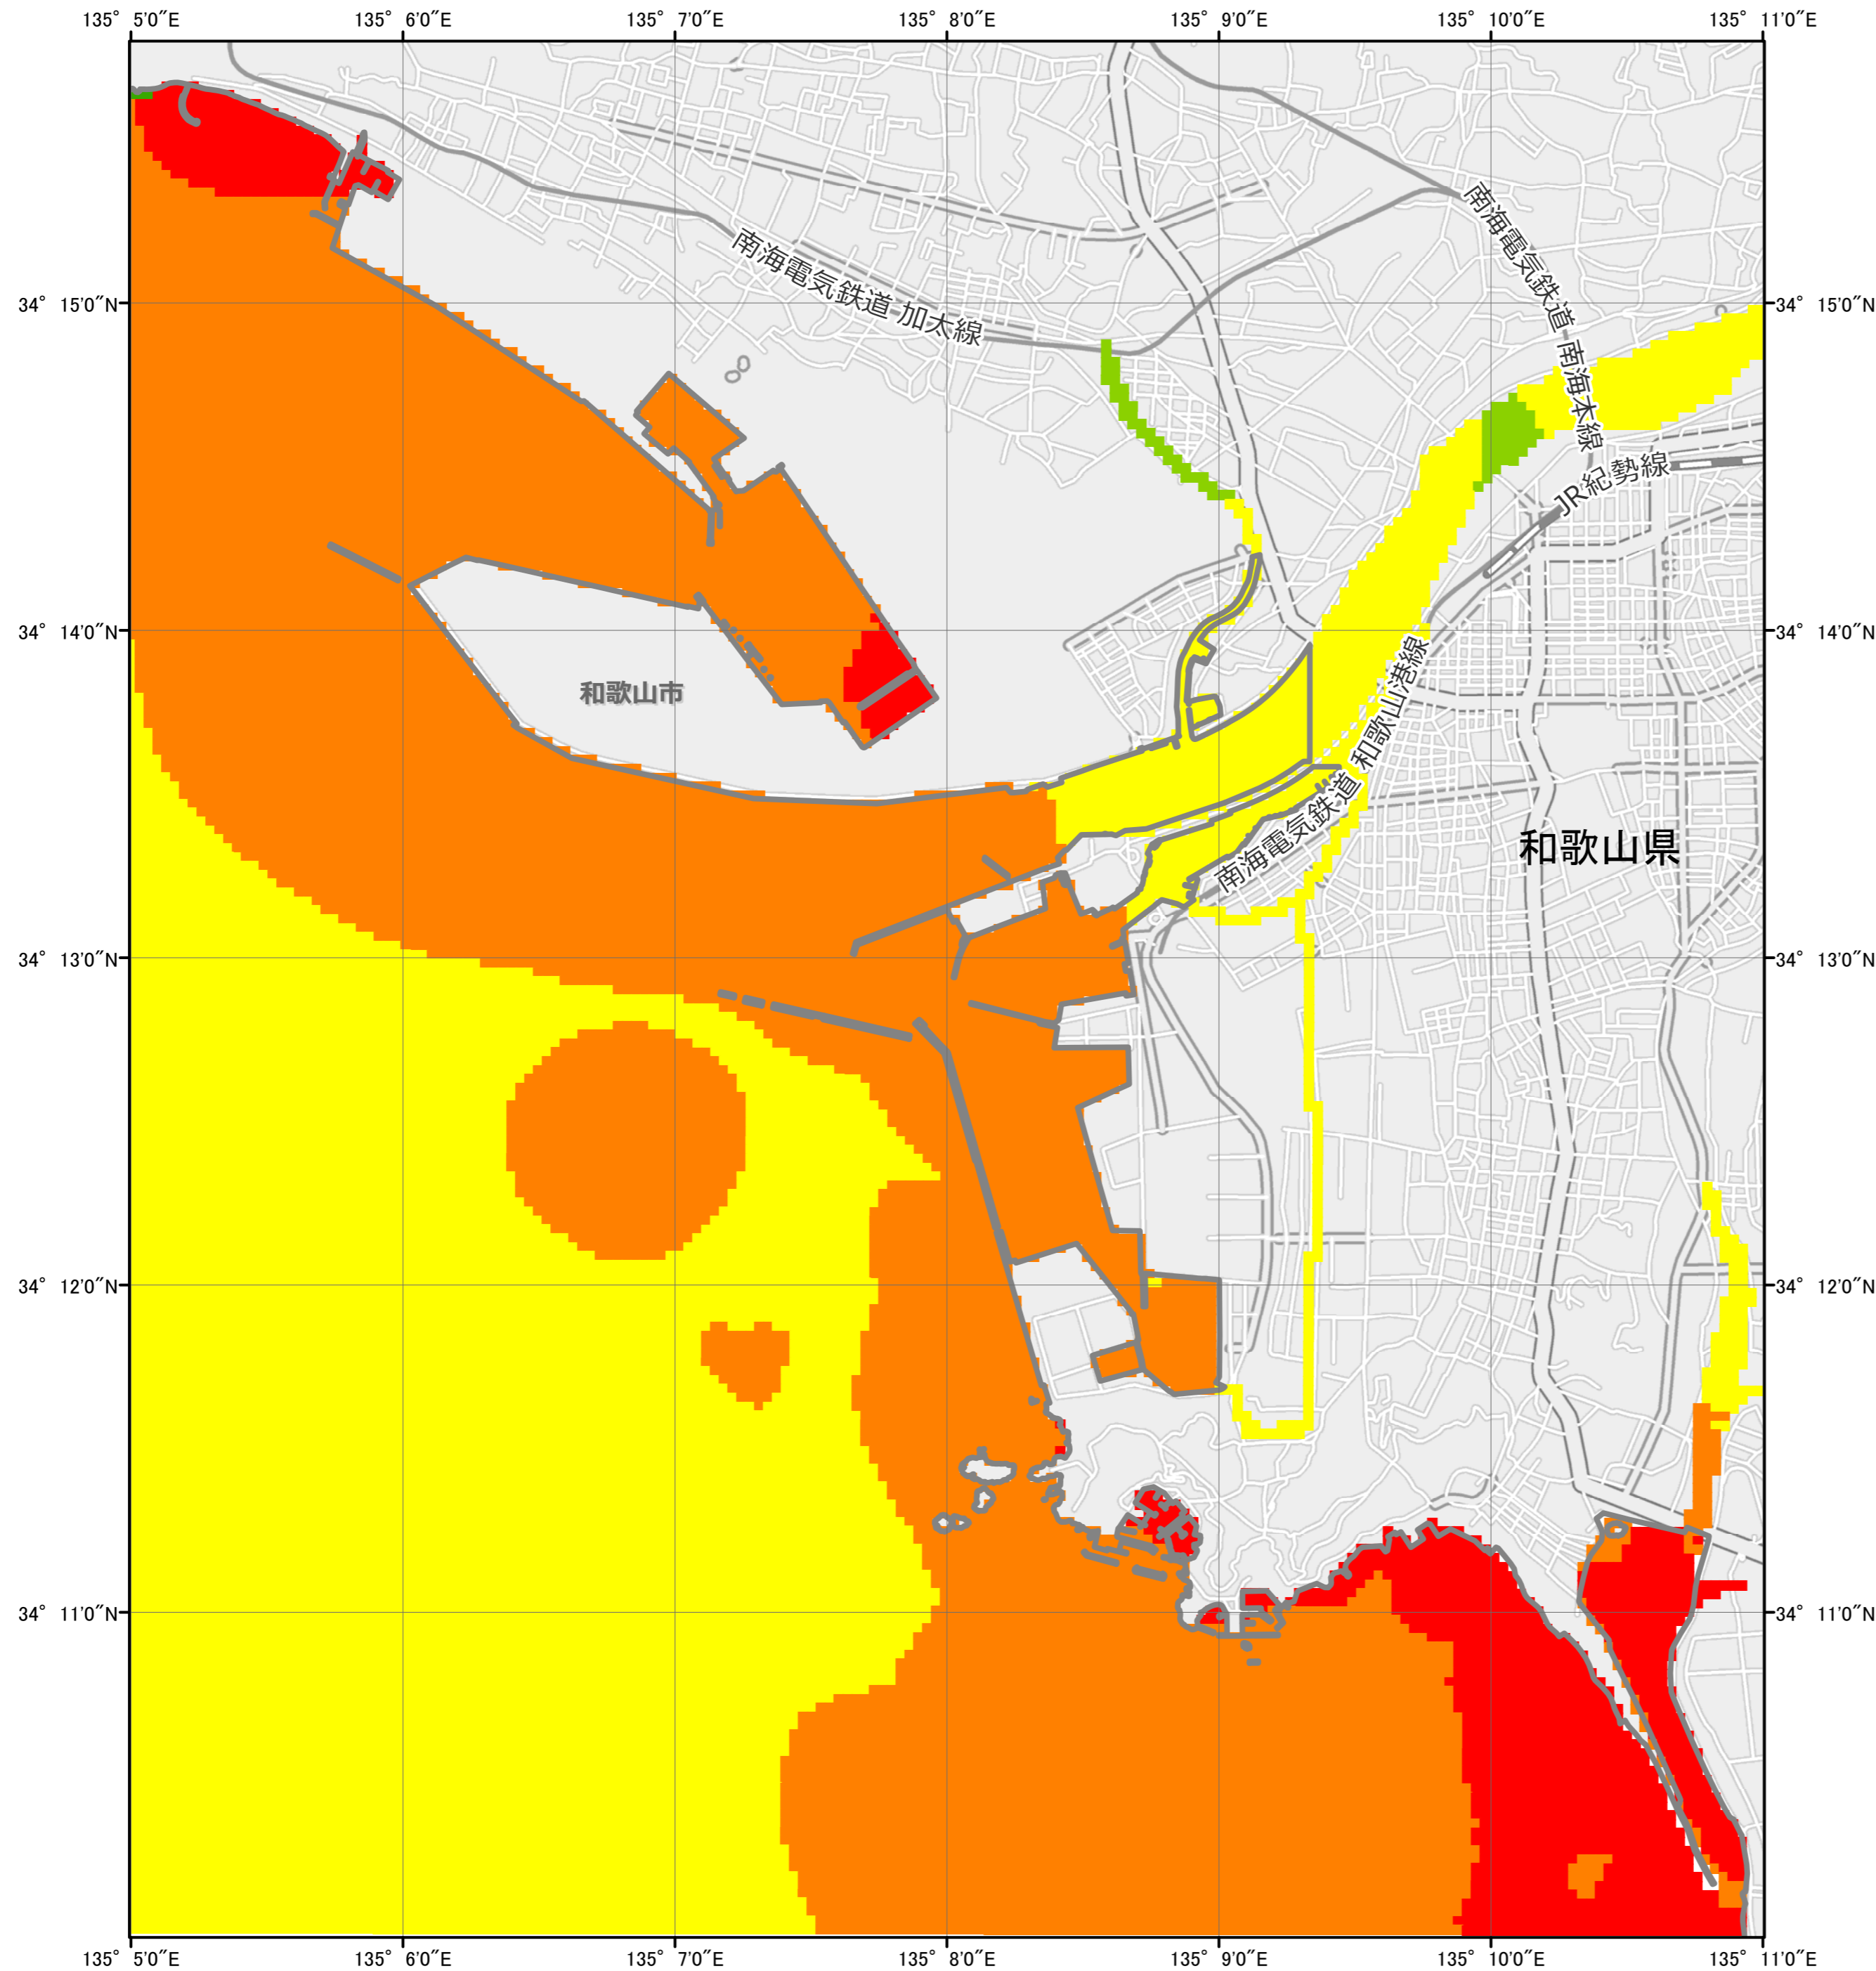 135° 5'0"E 135° 6'0"E 135° 7'0"E 135° 8'0"E 135° 9'0"E 135° 10'0"E 135° 11'0"E
南海電気鉄道 加太線
南海電気鉄道 南海本線
34° 15'0"N 34° 15'0"N
JR紀勢線
34° 14'0"N 34° 14'0"N
和歌山市
南海電気鉄道 和歌山港線
和歌山県
34° 13'0"N 34° 13'0"N
34° 12'0"N 34° 12'0"N
34° 11'0"N 34° 11'0"N
135° 5'0"E 135° 6'0"E 135° 7'0"E 135° 8'0"E 135° 9'0"E 135° 10'0"E 135° 11'0"E